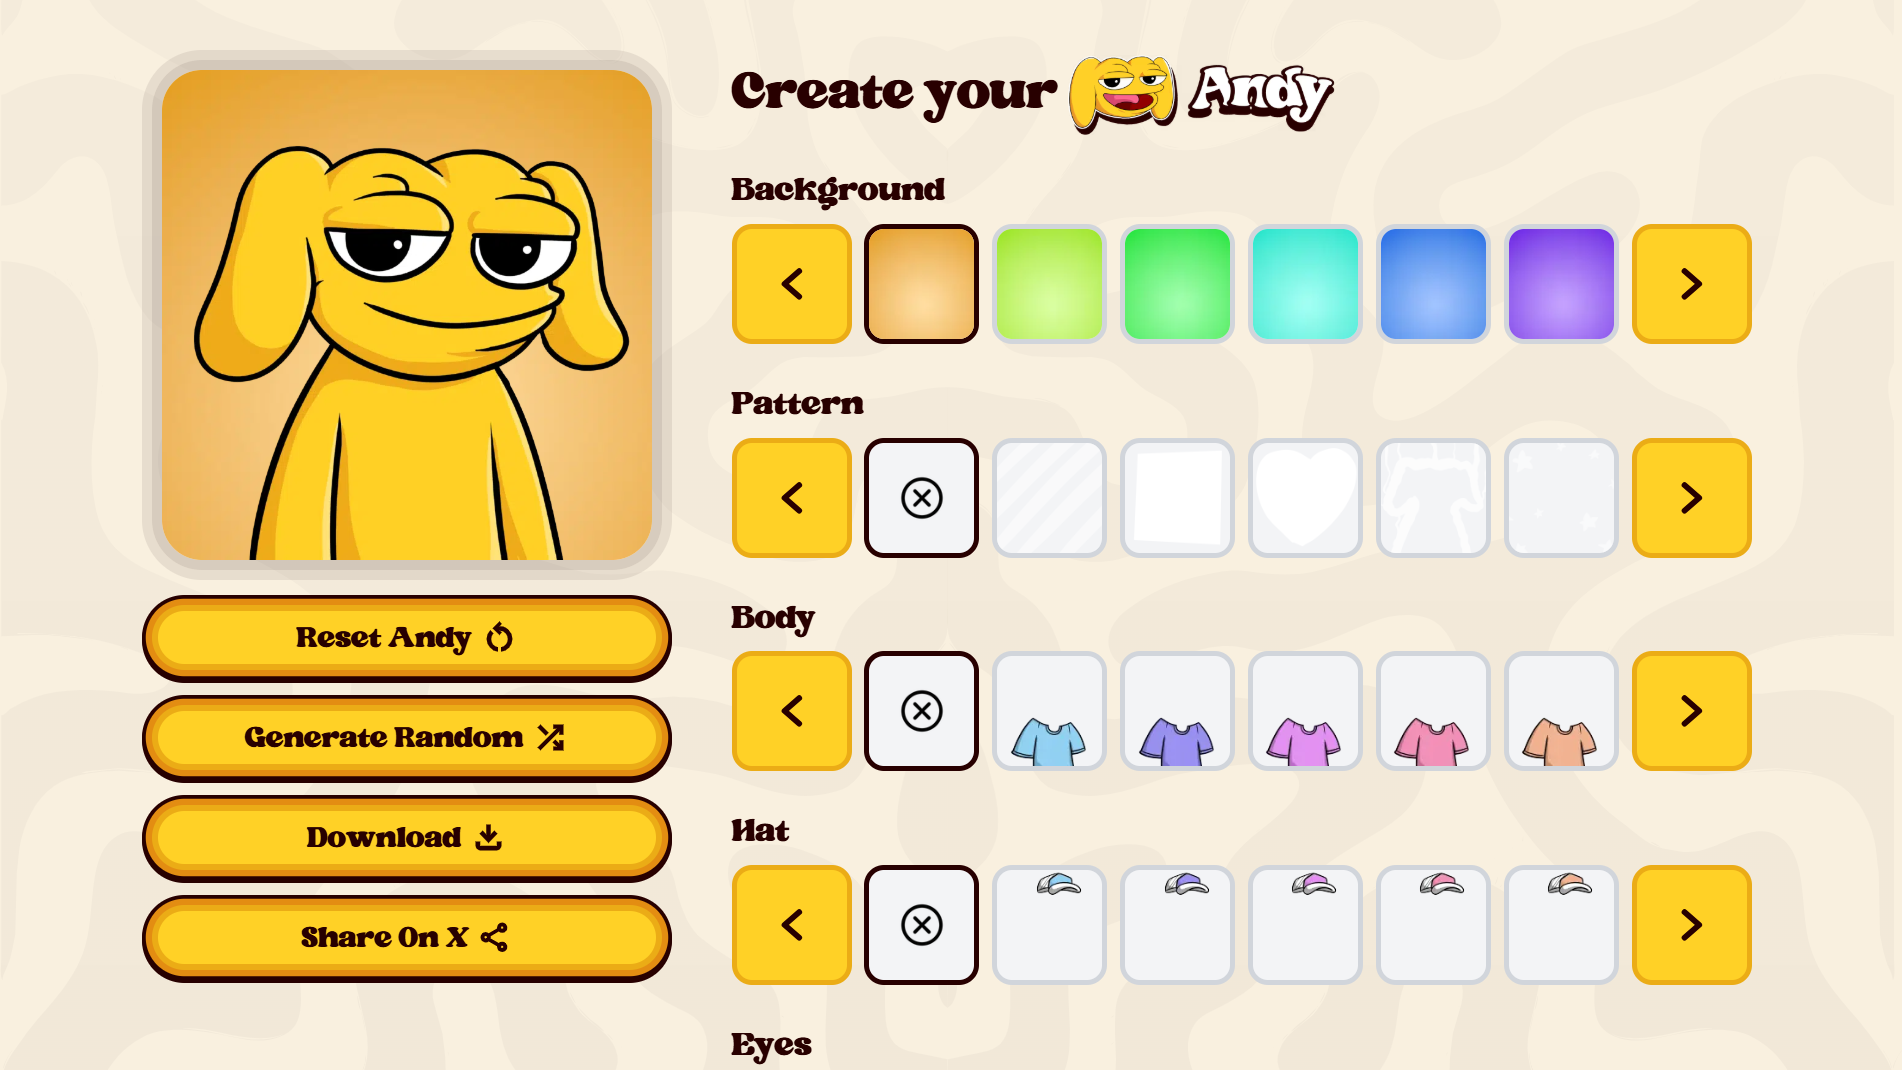 Create your Andy
Background
Pattern
Body
Hat
Eyes
Reset Andy
Generate Random
Download
Share On X